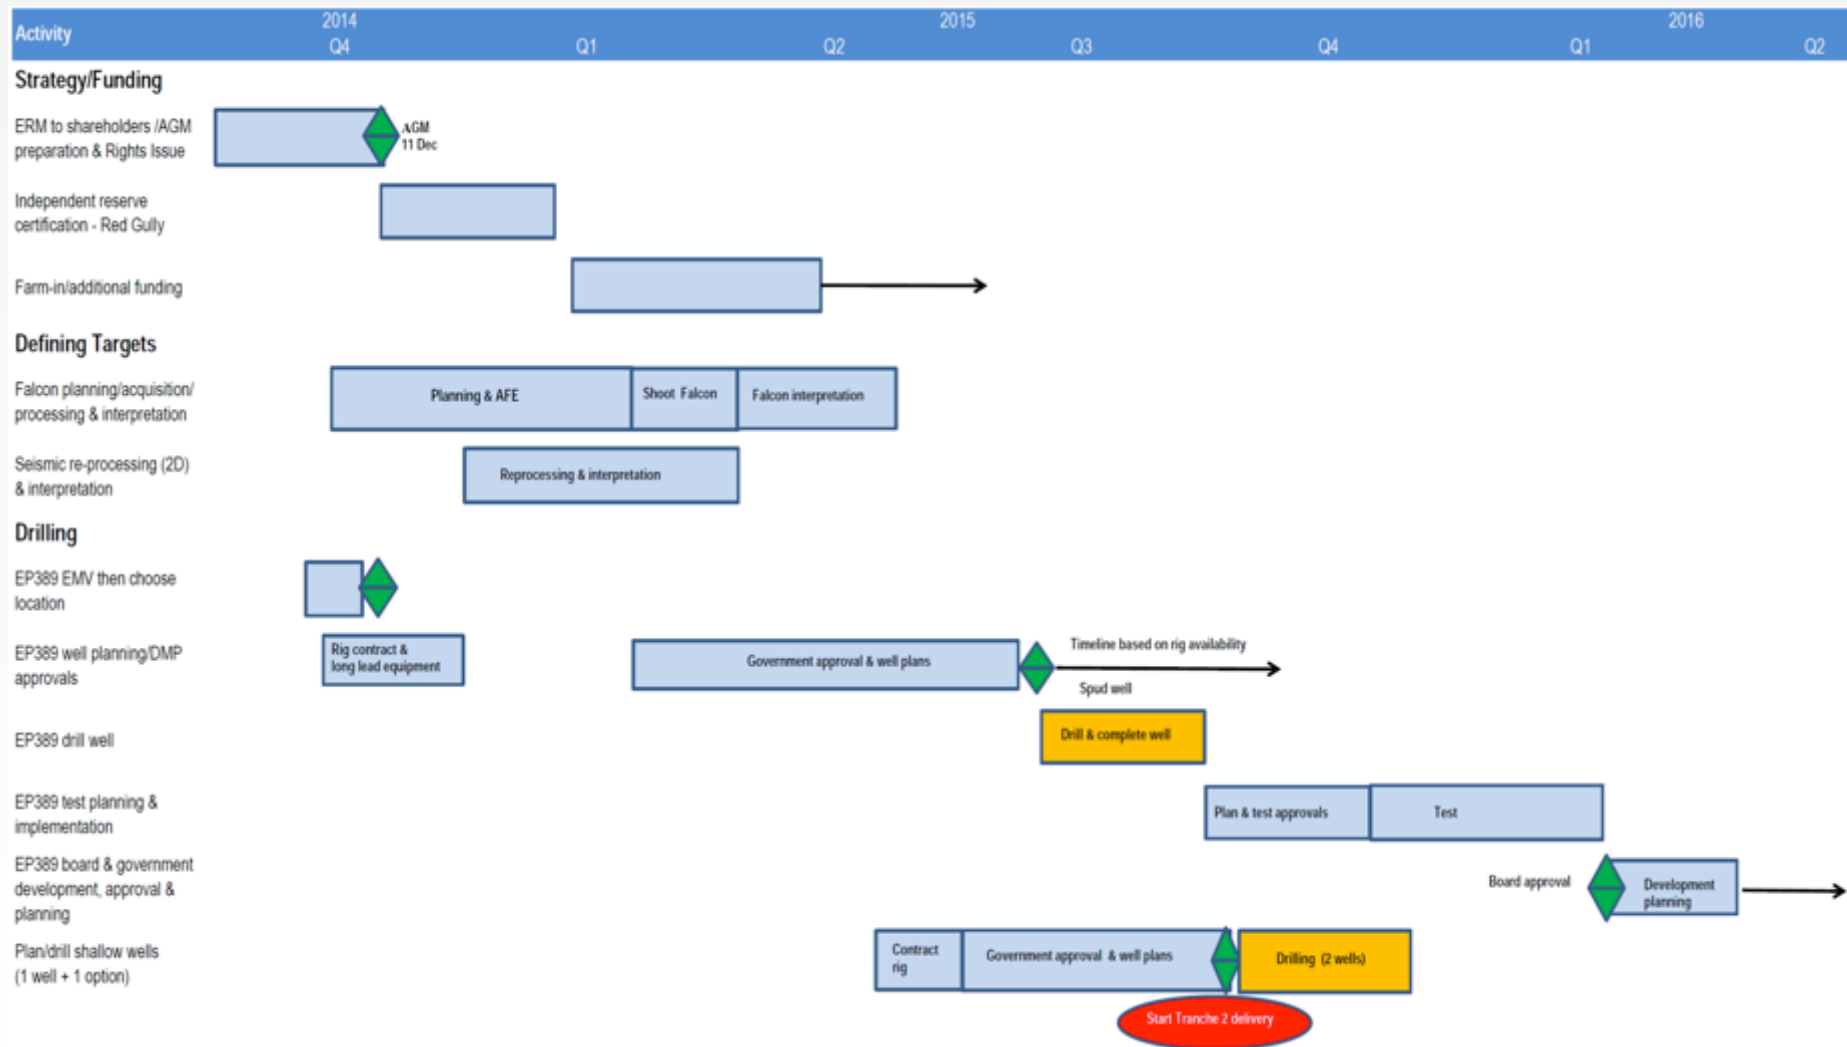 Activity
2014
2015
2016
Q4
Q1
Q2
Q3
Q4
Q1
Q2
Strategy/Funding
ERM to shareholders /AGM
preparation & Rights Issue
AGM
11 Dec
Independent reserve
certification - Red Gully
Farm-in/additional funding
Defining Targets
Falcon planning/acquisition/
processing & interpretation
Planning & AFE
Shoot Falcon
Falcon interpretation
Seismic re-processing (2D)
& interpretation
Reprocessing & interpretation
Drilling
EP389 EMV then choose
location
EP389 well planning/DMP
approvals
Rig contract &
long lead equipment
Government approval & well plans
Timeline based on rig availability
Spud well
EP389 drill well
Drill & complete well
EP389 test planning &
implementation
Plan & test approvals
Test
EP389 board & government
development, approval &
planning
Board approval
Development
planning
Plan/drill shallow wells
(1 well + 1 option)
Contract
rig
Government approval & well plans
Drilling (2 wells)
Start Tranche 2 delivery